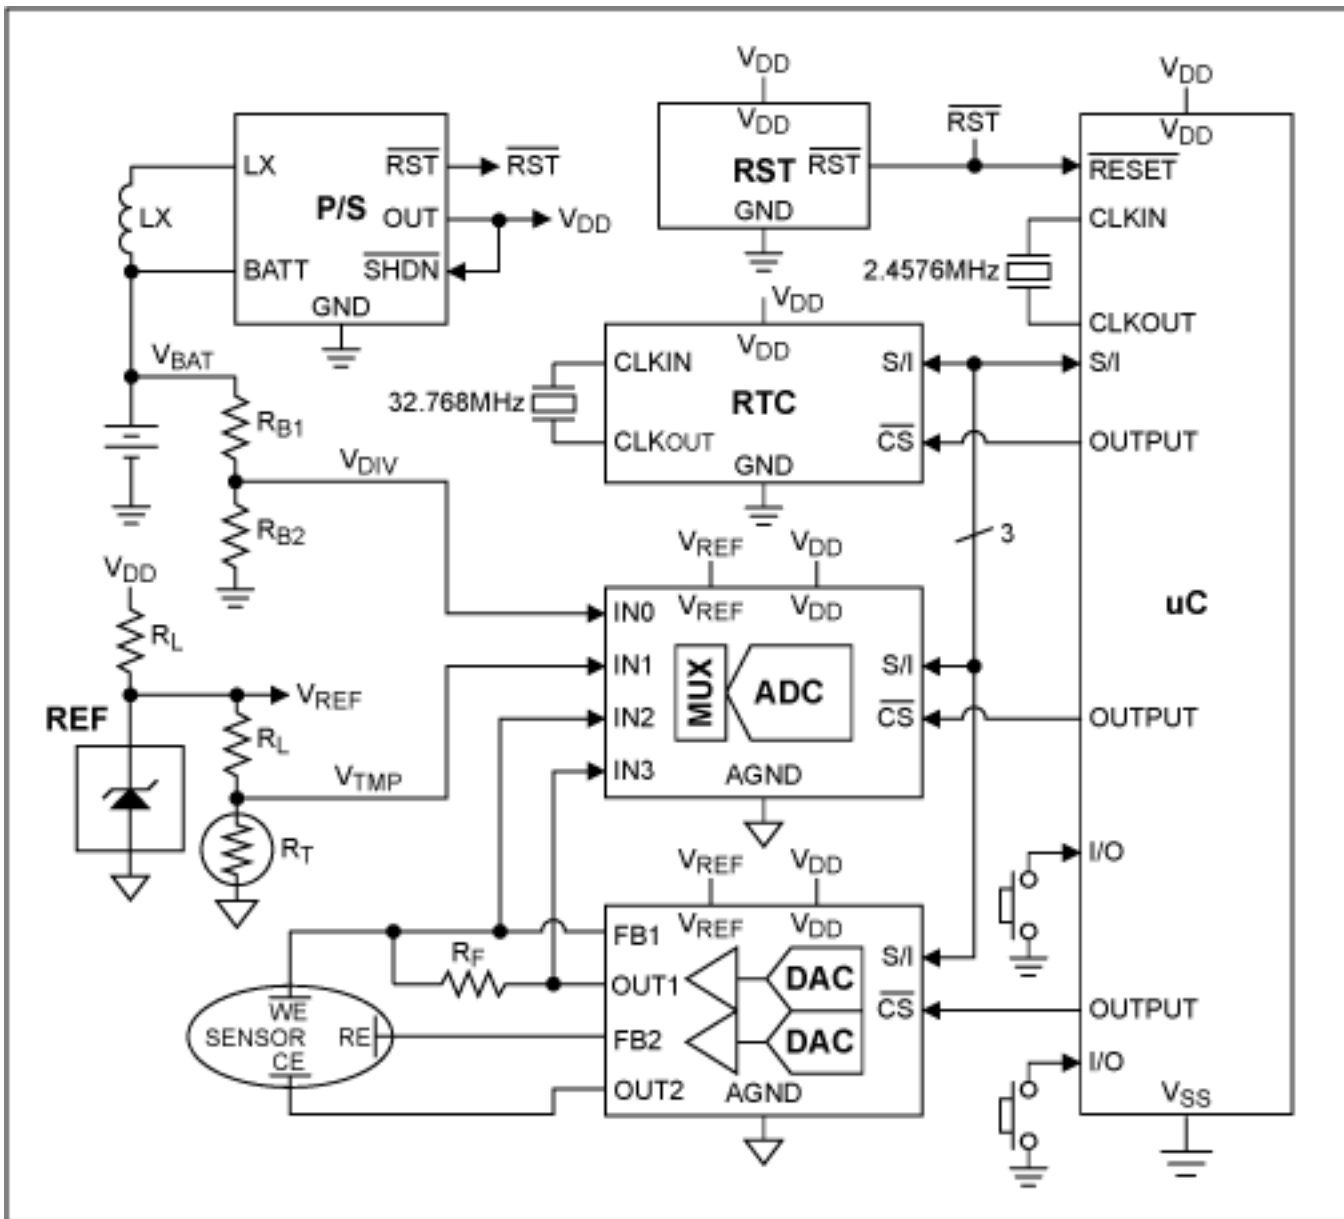 LX
RST
RST
P/S
LX
OUT
VDD
BATT
SHDN
GND
VDD
VDD
RST
RST
GND
RST
VDD
VDD
RESET
CLKIN
2.4576MHz
CLKOUT
S/I
OUTPUT
uC
OUTPUT
I/O
OUTPUT
I/O
VSS
VDD
VDD
CLKIN
S/I
32.768MHz
RTC
CLKOUT
CS
GND
3
VBAT
RB1
VDIV
RB2
VDD
RL
VREF
REF
RL
VTMP
RT
VREF
VDD
VREF
VDD
IN0
IN1
IN2
IN3
MUX
ADC
S/I
CS
AGND
VREF
VDD
VREF
VDD
FB1
OUT1
FB2
OUT2
DAC
DAC
S/I
CS
AGND
RF
WE
SENSOR
RE
CE